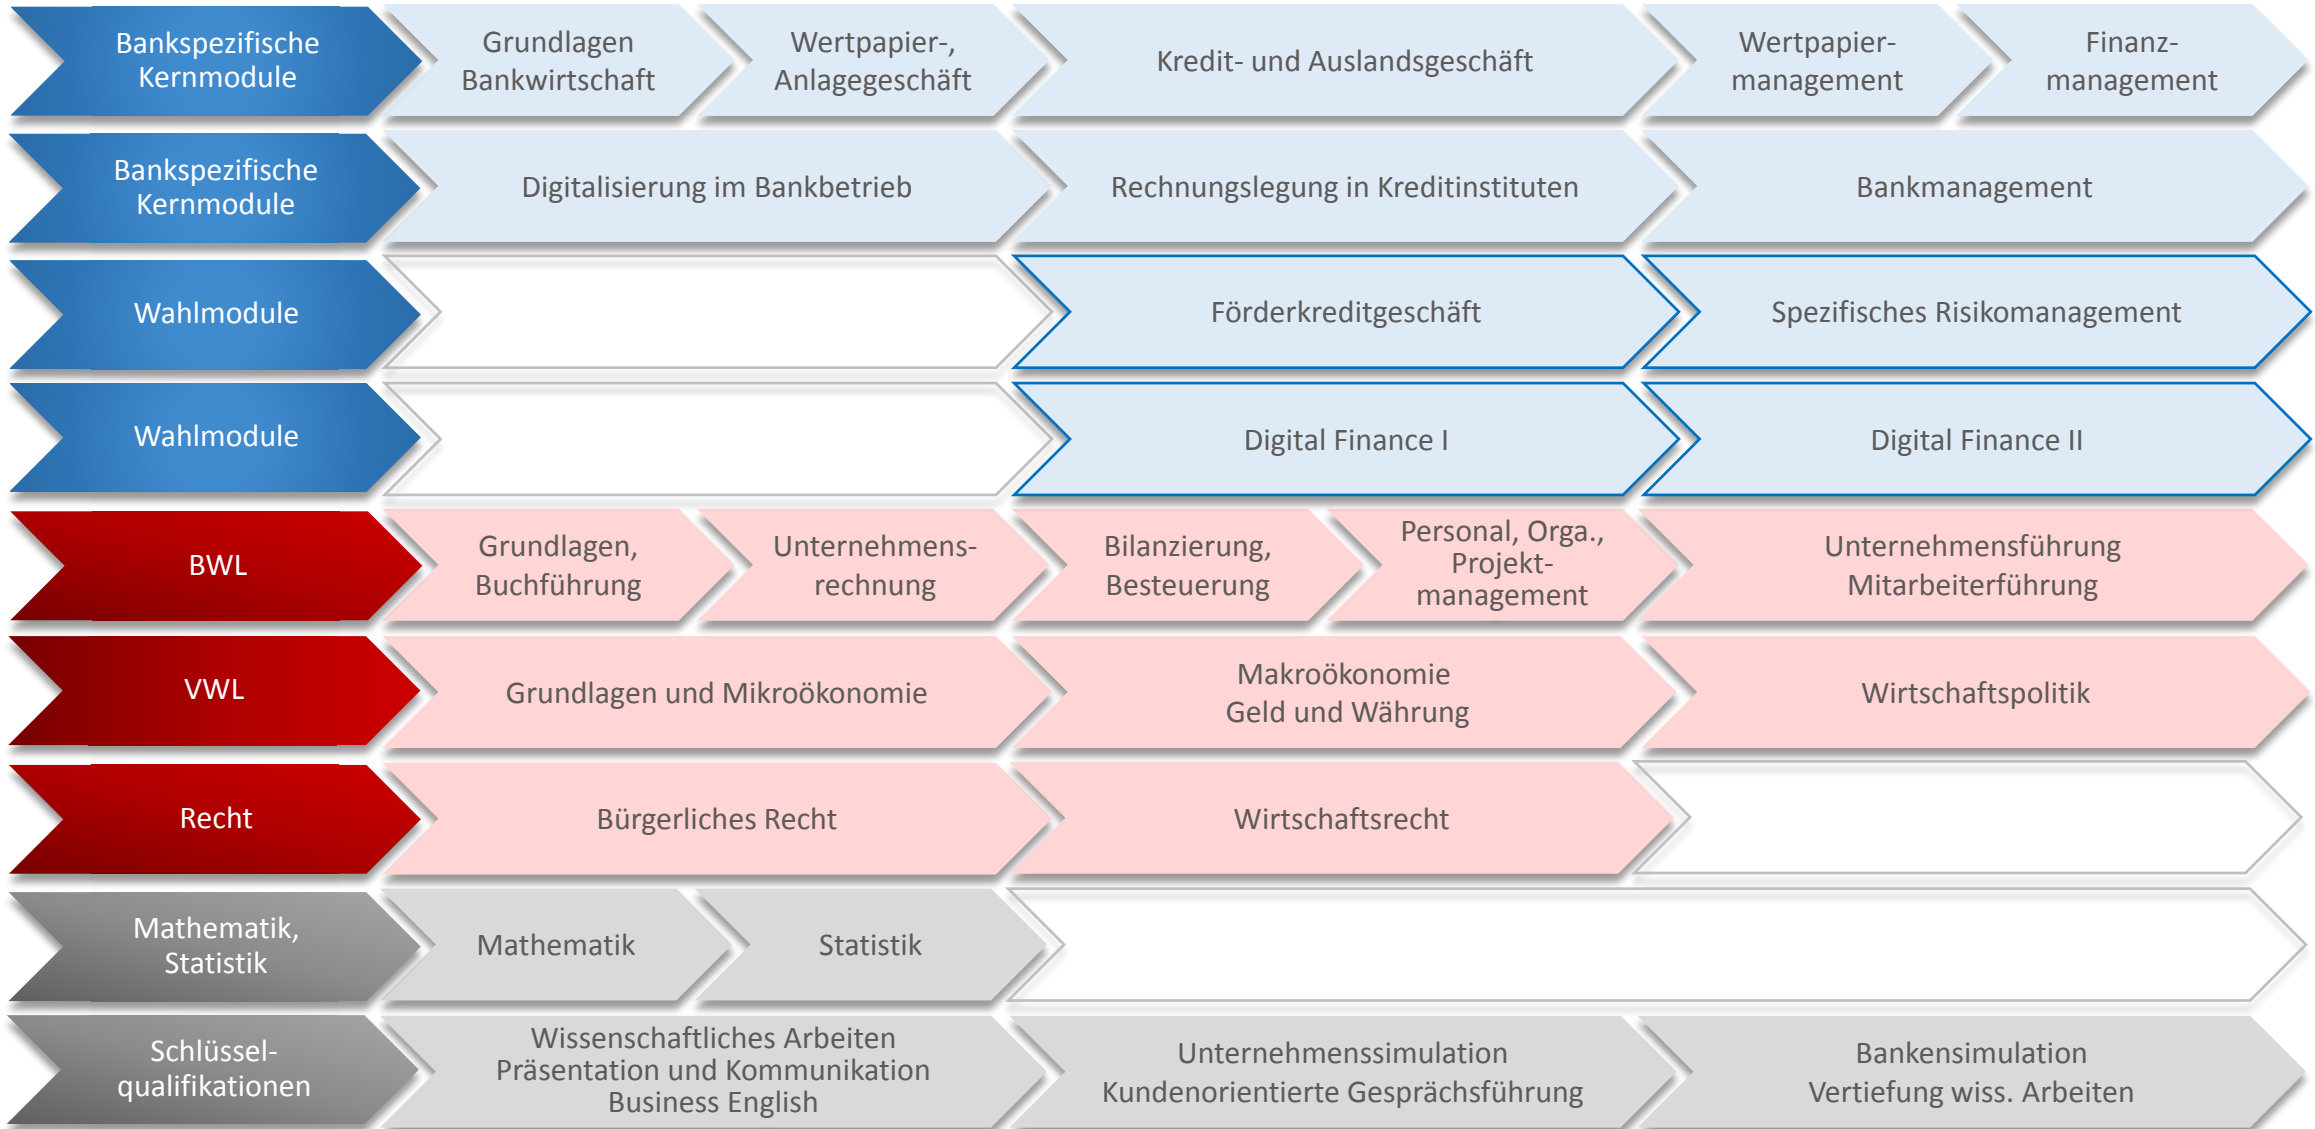 Bankspezifische
Kernmodule
Grundlagen
Bankwirtschaft
Wertpapier-,
Anlagegeschäft
Kredit- und Auslandsgeschäft
Wertpapier-
management
Finanz-
management
Bankspezifische
Kernmodule
Digitalisierung im Bankbetrieb
Rechnungslegung in Kreditinstituten
Bankmanagement
Wahlmodule
Förderkreditgeschäft
Spezifisches Risikomanagement
Wahlmodule
Digital Finance I
Digital Finance II
BWL
Grundlagen,
Buchführung
Unternehmens-
rechnung
Bilanzierung,
Besteuerung
Personal, Orga.,
Projekt-
management
Unternehmensführung
Mitarbeiterführung
VWL
Grundlagen und Mikroökonomie
Makroökonomie
Geld und Währung
Wirtschaftspolitik
Recht
Bürgerliches Recht
Wirtschaftsrecht
Mathematik,
Statistik
Mathematik
Statistik
Schlüssel-
qualifikationen
Wissenschaftliches Arbeiten
Präsentation und Kommunikation
Business English
Unternehmenssimulation
Kundenorientierte Gesprächsführung
Bankensimulation
Vertiefung wiss. Arbeiten